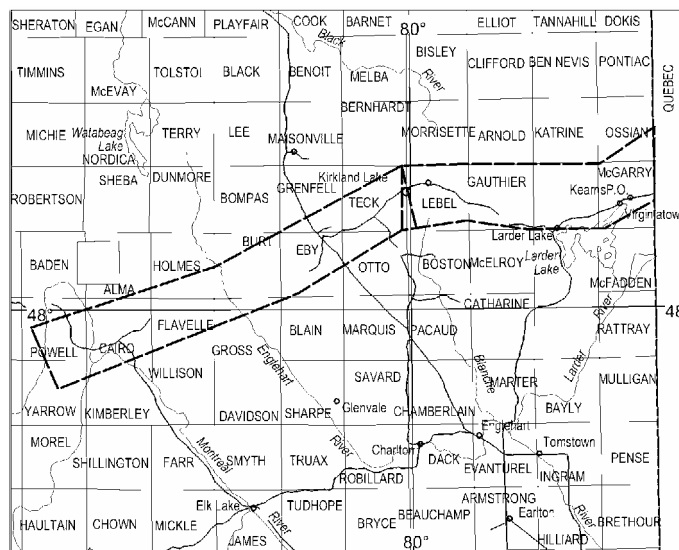 SHERATON EGAN McCANN PLAYFAIR COOK BARNET 80° ELLIOT TANNAHILL DOKIS
Black
River
TIMMINS TOLSTOI BLACK BENOIT MELBA BISLEY CLIFFORD BEN NEVIS PONTIAC
QUEBEC
McEVAY
River
BERNHARDT
MICHIE Watabeag Lake TERRY LEE MAISONVILLE MORRISETTE ARNOLD KATRINE OSSIAN
NORDICA
SHEBA DUNMORE GRENFELL Kirkland Lake GAUTHIER McGARRY
ROBERTSON BOMPAS TECK LEBEL Kearns P.O.
Virginiatow
BURT EBY Larder Lake
BADEN HOLMES OTTO BOSTON McELROY Larder Lake
ALMA McFADDEN
CATHARINE River
48° 48
POWELL CAIRO FLAVELLE BLAIN MARQUIS PACAUD RATTRAY
GROSS Englehart Blanche Larder
WILLISON SAVARD MARTER MULLIGAN
YARROW KIMBERLEY DAVIDSON SHARPE Glenvale CHAMBERLAIN BAYLY
Englehart
MOREL Montreal River Charlton Tomstown
SHILLINGTON FARR SMYTH TRUAX DACK EVANTUREL PENSE
ROBILLARD INGRAM
Elk Lake TUDHOPE ARMSTRONG
HAULTAIN CHOWN MICKLE River BRYCE BEAUCHAMP Earlton River BRETHOUR
JAMES 80° HILLIARD